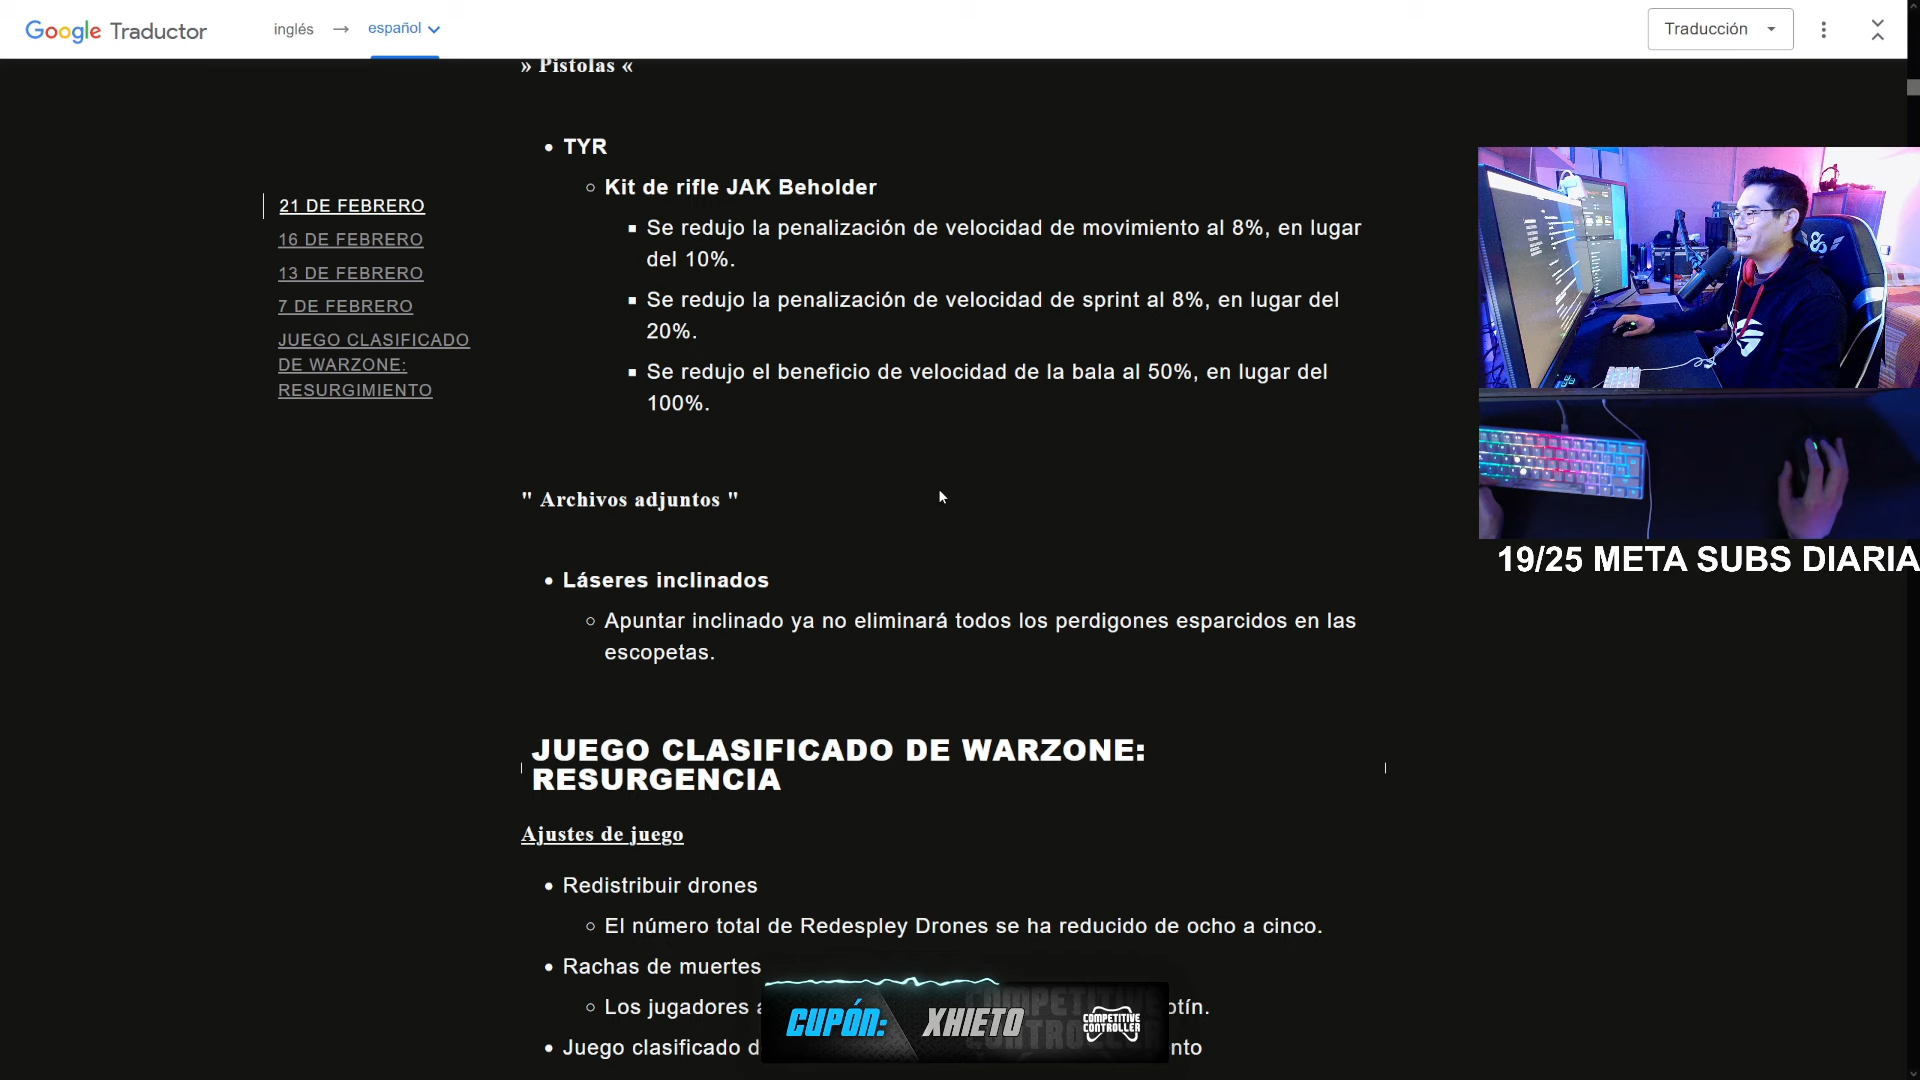 Google Traductor
inglés → español
Traducción
» Pistolas «
• TYR
Kit de rifle JAK Beholder
Se redujo la penalización de velocidad de movimiento al 8%, en lugar
del 10%.
Se redujo la penalización de velocidad de sprint al 8%, en lugar del
20%.
Se redujo el beneficio de velocidad de la bala al 50%, en lugar del
100%.
21 DE FEBRERO
16 DE FEBRERO
13 DE FEBRERO
7 DE FEBRERO
JUEGO CLASIFICADO
DE WARZONE:
RESURGIMIENTO
" Archivos adjuntos "
• Láseres inclinados
Apuntar inclinado ya no eliminará todos los perdigones esparcidos en las
escopetas.
19/25 META SUBS DIARIA
JUEGO CLASIFICADO DE WARZONE:
RESURGENCIA
Ajustes de juego
• Redistribuir drones
El número total de Redespley Drones se ha reducido de ocho a cinco.
• Rachas de muertes
Los jugadores
• Juego clasificado
CUPÓN: XHIETO
COMPETITIVE
CONTROLLER